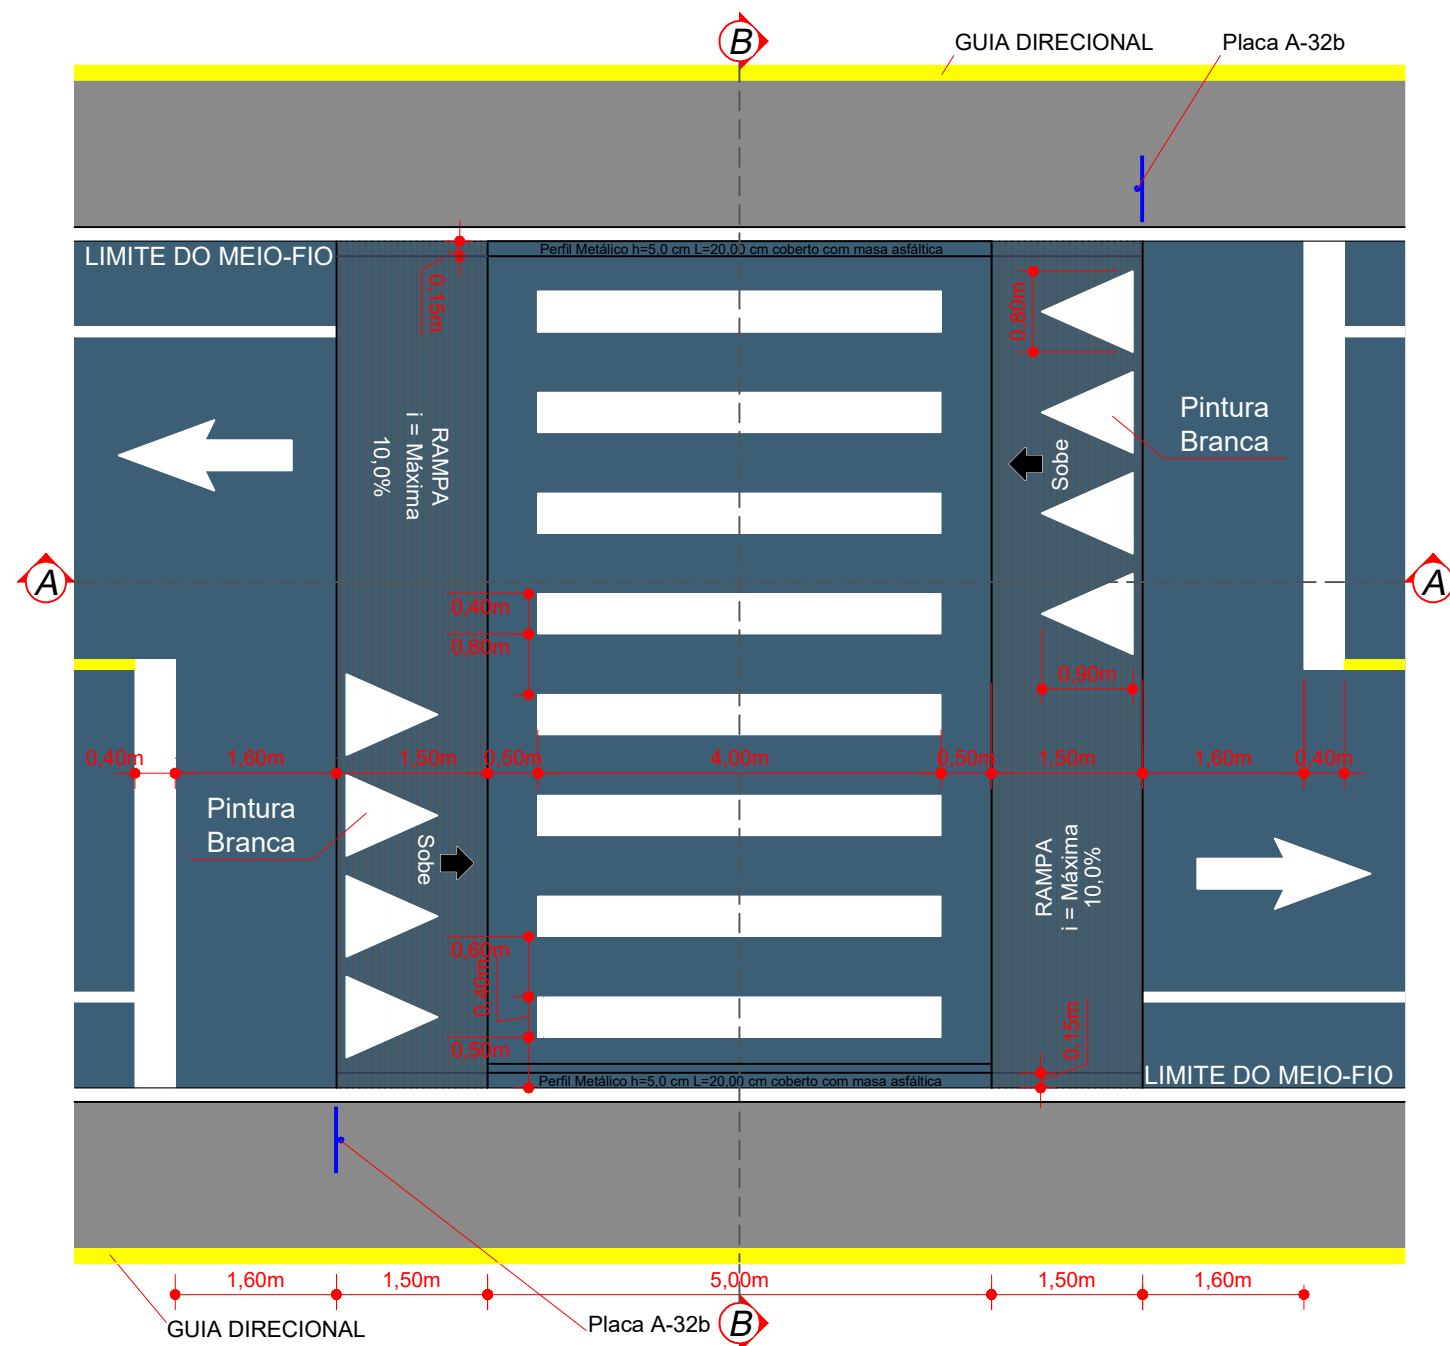 B
GUIA DIRECIONAL
Placa A-32b
LIMITE DO MEIO-FIO
Perfil Metálico h=5,0 cm L=20,00 cm coberto com masa asfáltica
0,15m
0,80m
RAMPA
i = Máxima
10,0%
Pintura
Branca
Sobe
A
A
0,40m
0,60m
0,90m
0,40m
1,60m
1,50m
0,50m
4,00m
0,50m
1,50m
1,60m
0,40m
Pintura
Branca
Sobe
RAMPA
i = Máxima
10,0%
0,60m
0,40m
0,50m
0,15m
Perfil Metálico h=5,0 cm L=20,00 cm coberto com masa asfáltica
LIMITE DO MEIO-FIO
1,60m
1,50m
5,00m
1,50m
1,60m
GUIA DIRECIONAL
Placa A-32b
B